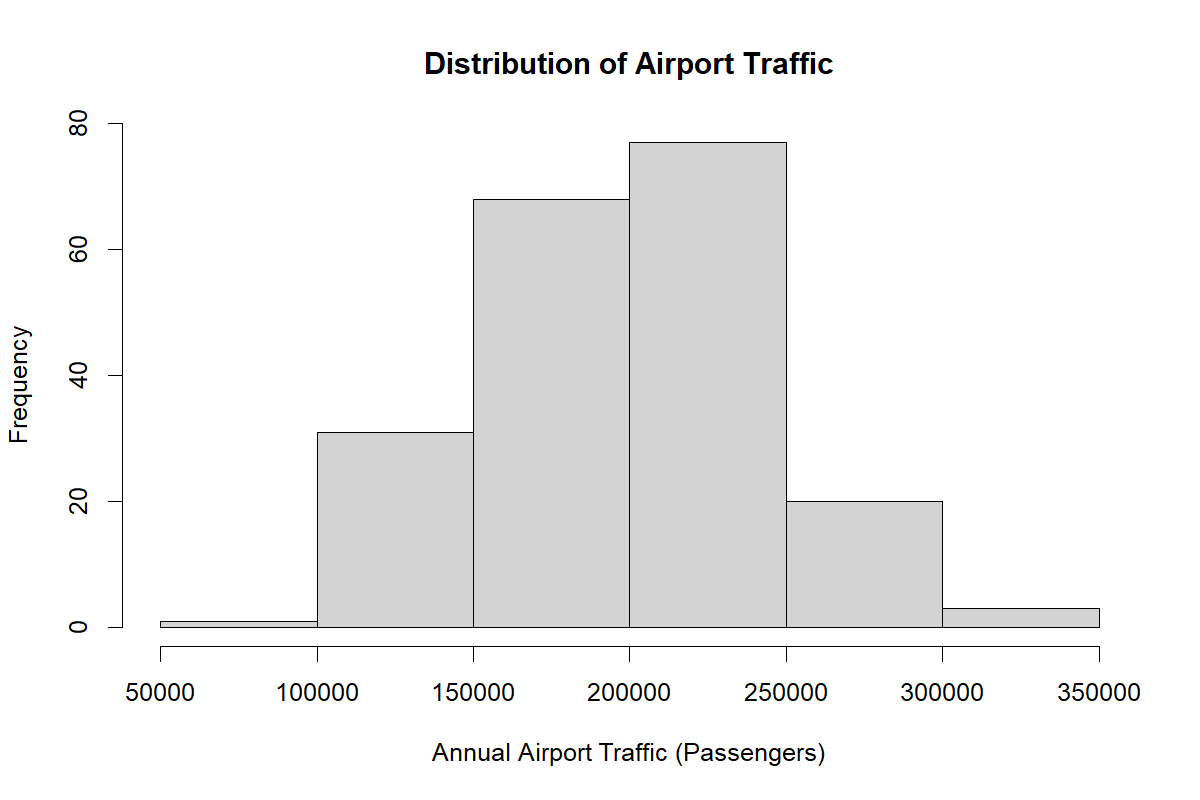 Distribution of Airport Traffic
80
60
40
20
0
Frequency
50000 100000 150000 200000 250000 300000 350000
Annual Airport Traffic (Passengers)